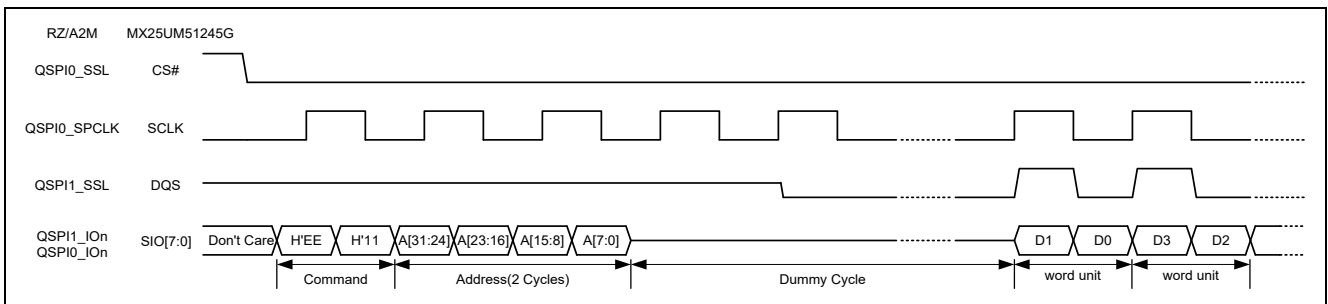 RZ/A2M MX25UM51245G
QSPI0_SSL CS#
QSPI0_SPCLK SCLK
QSPI1_SSL DQS
QSPI1_IOn
QSPI0_IOn
SIO[7:0] Don't Care H'EE H'11 A[31:24] A[23:16] A[15:8] A[7:0] D1 D0 D3 D2
Command Address(2 Cycles) Dummy Cycle word unit word unit